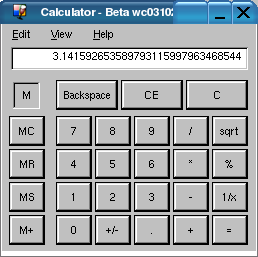 Calculator - Beta wc03102
Edit View Help
3.141592653589793115997963468544
M Backspace CE C
MC 7 8 9 / sqrt
MR 4 5 6 * %
MS 1 2 3 - 1/x
M+ 0 +/- . + =